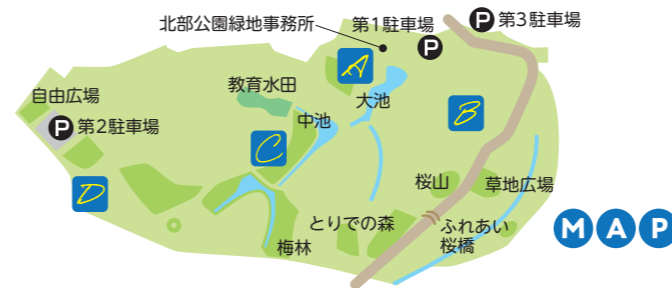 北部公園緑地事務所
第1駐車場
P
P 第3駐車場
A
教育水田
大池
自由広場
B
中池
P 第2駐車場
C
桜山
草地広場
D
とりでの森
ふれあい
桜橋
梅林
MAP